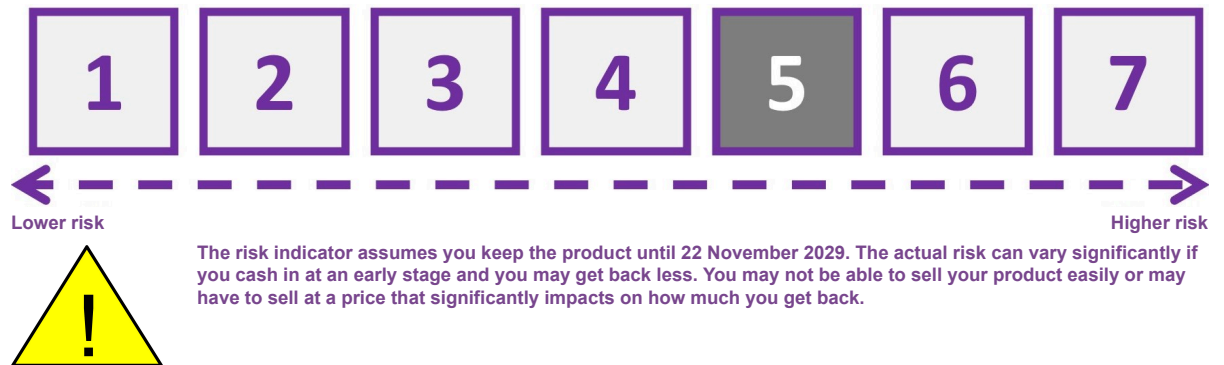 1 2 3 4 5 6 7
Lower risk Higher risk
!
The risk indicator assumes you keep the product until 22 November 2029. The actual risk can vary significantly if
you cash in at an early stage and you may get back less. You may not be able to sell your product easily or may
have to sell at a price that significantly impacts on how much you get back.